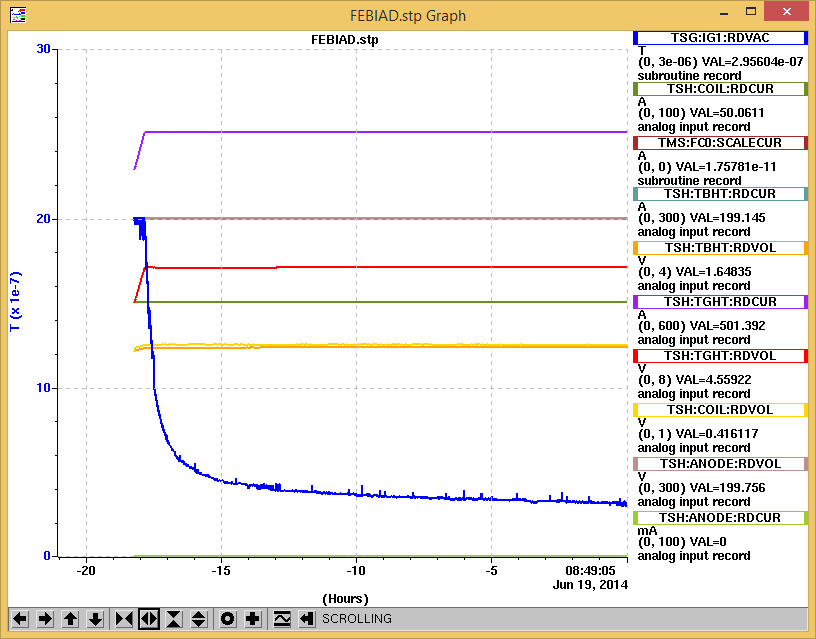 FEBIAD.stp Graph
FEBIAD.stp
30
20
10
0
T (x 1e-7)
-20
-15
-10
-5
08:49:05
Jun 19, 2014
(Hours)
TSG:IG1:RDVAC
T
(0, 3e-06) VAL=2.95604e-07
subroutine record
TSH:COIL:RDCUR
A
(0, 100) VAL=50.0611
analog input record
TMS:FC0:SCALECUR
A
(0, 0) VAL=1.75781e-11
subroutine record
TSH:TBHT:RDCUR
A
(0, 300) VAL=199.145
analog input record
TSH:TBHT:RDVOL
V
(0, 4) VAL=1.64835
analog input record
TSH:TGHT:RDCUR
A
(0, 600) VAL=501.392
analog input record
TSH:TGHT:RDVOL
V
(0, 8) VAL=4.55922
analog input record
TSH:COIL:RDVOL
V
(0, 1) VAL=0.416117
analog input record
TSH:ANODE:RDVOL
V
(0, 300) VAL=199.756
analog input record
TSH:ANODE:RDCUR
mA
(0, 100) VAL=0
analog input record
SCROLLING